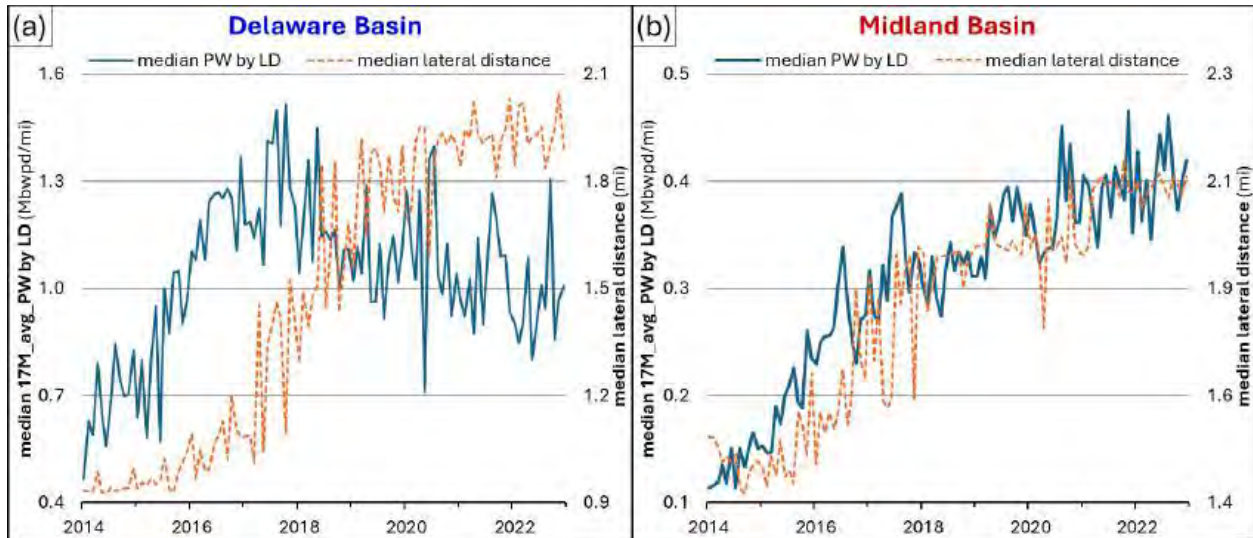 (a)
Delaware Basin
median PW by LD
median lateral distance
1.6
1.3
1.0
0.7
0.4
2.1
1.8
1.5
1.2
0.9
median 17M_avg_PW by LD (Mbwpd/mi)
median lateral distance (mi)
2014 2016 2018 2020 2022
(b)
Midland Basin
median PW by LD
median lateral distance
0.5
0.4
0.3
0.2
0.1
2.3
2.1
1.9
1.6
1.4
median 17M_avg_PW by LD (Mbwpd/mi)
median lateral distance (mi)
2014 2016 2018 2020 2022